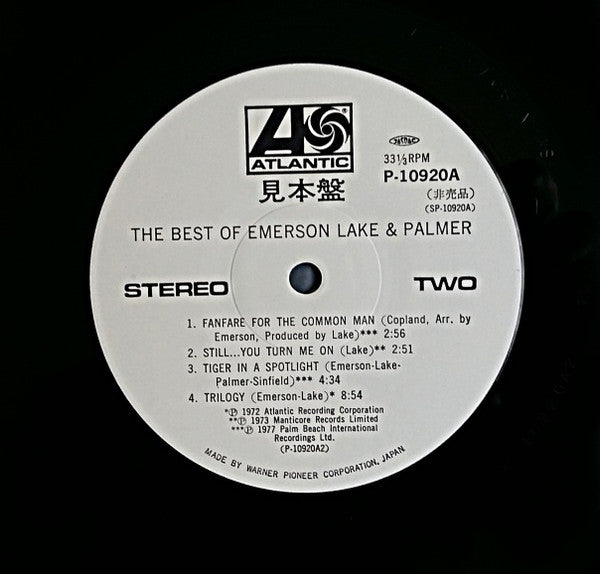 ATLANTIC
®
見本盤
JASRAC
33⅓RPM
P-10920A
(非売品)
(SP-10920A)
THE BEST OF EMERSON LAKE & PALMER
STEREO
TWO
1. FANFARE FOR THE COMMON MAN (Copland, Arr. by
Emerson, Produced by Lake)*** 2:56
2. STILL...YOU TURN ME ON (Lake)** 2:51
3. TIGER IN A SPOTLIGHT (Emerson-Lake-
Palmer-Sinfield)*** 4:34
4. TRILOGY (Emerson-Lake)* 8:54
*Ⓟ 1972 Atlantic Recording Corporation
**Ⓟ 1973 Manticore Records Limited
***Ⓟ 1977 Palm Beach International
Recordings Ltd.
(P-10920A2)
MADE BY WARNER PIONEER CORPORATION, JAPAN